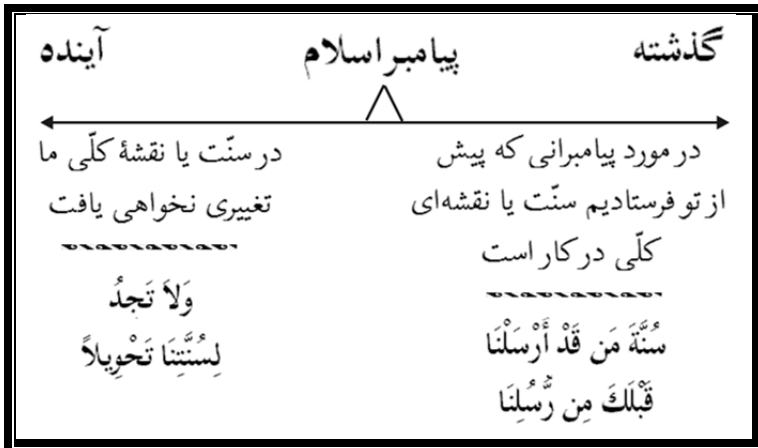 گذشته
پیامبر اسلام
آینده
در مورد پیامبرانی که پیش
از تو فرستادیم سنّت یا نقشه‌ای
کلّی در کار است
سُنَّةَ مَن قَدْ أَرْسَلْنَا
قَبْلَكَ مِن رُّسُلِنَا
در سنّت یا نقشهٔ کلّی ما
تغییری نخواهی یافت
وَلاَ تَجِدُ
لِسُنَّتِنَا تَحْوِيلاً